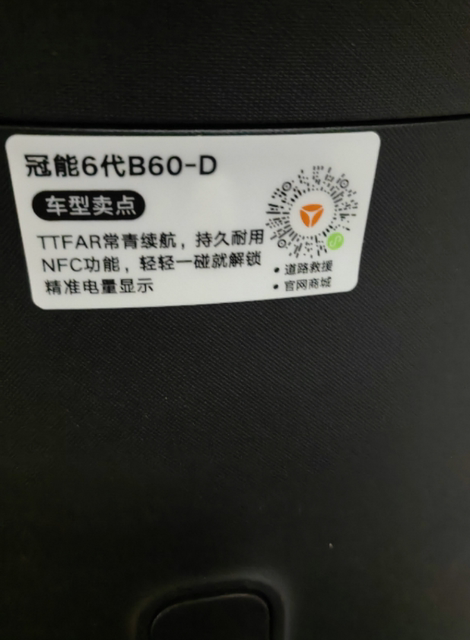 冠能6代B60-D
车型卖点
TTFAR常青续航，持久耐用
NFC功能，轻轻一碰就解锁
精准电量显示
• 道路救援
• 官网商城